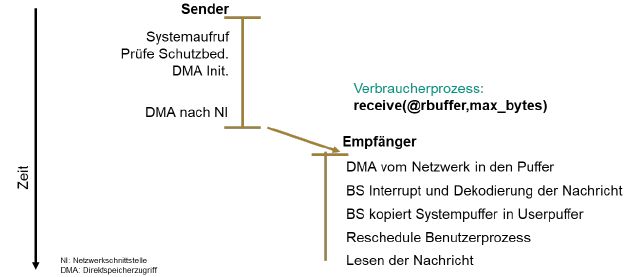 Sender
Systemaufruf
Prüfe Schutzbed.
DMA Init.
DMA nach NI
Verbraucherprozess:
receive(@rbuffer,max_bytes)
Empfänger
DMA vom Netzwerk in den Puffer
BS Interrupt und Dekodierung der Nachricht
BS kopiert Systempuffer in Userpuffer
Reschedule Benutzerprozess
Lesen der Nachricht
Zeit
NI: Netzwerkschnittstelle
DMA: Direktspeicherzugriff